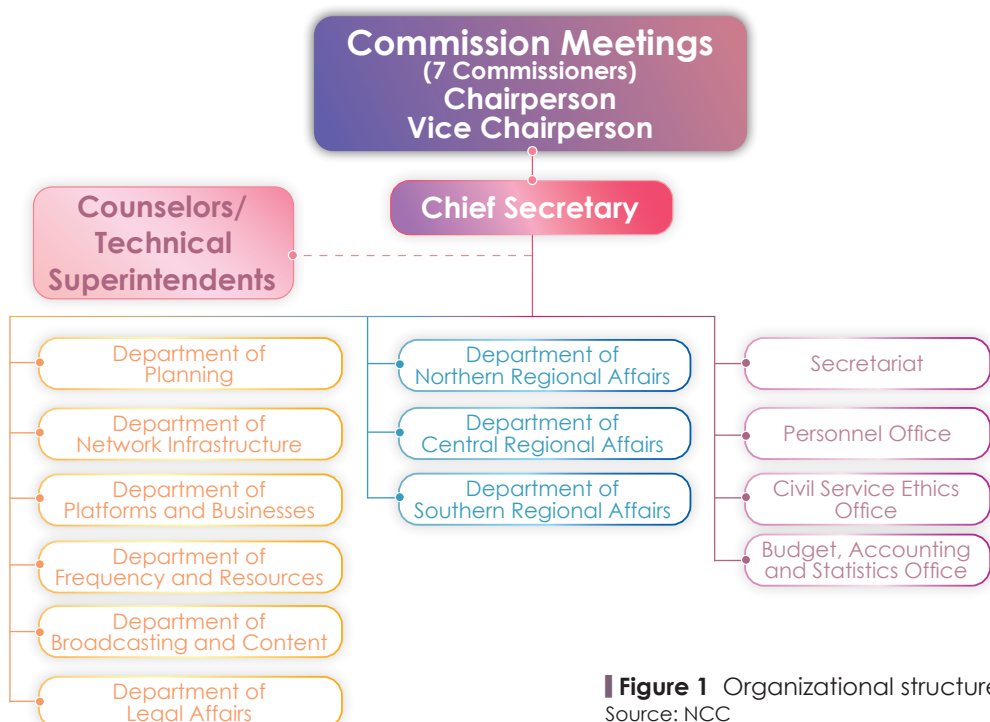 Commission Meetings
(7 Commissioners)
Chairperson
Vice Chairperson
Chief Secretary
Counselors/
Technical
Superintendents
Department of
Planning
Department of
Network Infrastructure
Department of
Platforms and Businesses
Department of
Frequency and Resources
Department of
Broadcasting and Content
Department of
Legal Affairs
Department of
Northern Regional Affairs
Department of
Central Regional Affairs
Department of
Southern Regional Affairs
Secretariat
Personnel Office
Civil Service Ethics
Office
Budget, Accounting
and Statistics Office
Figure 1 Organizational structure
Source: NCC